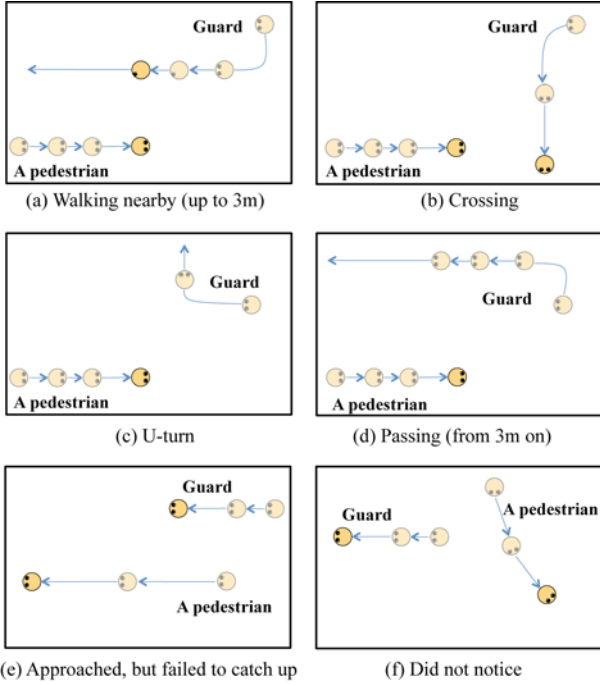 Guard
A pedestrian
(a) Walking nearby (up to 3m)
Guard
A pedestrian
(b) Crossing
Guard
A pedestrian
(c) U-turn
Guard
A pedestrian
(d) Passing (from 3m on)
Guard
A pedestrian
(e) Approached, but failed to catch up
A pedestrian
Guard
(f) Did not notice